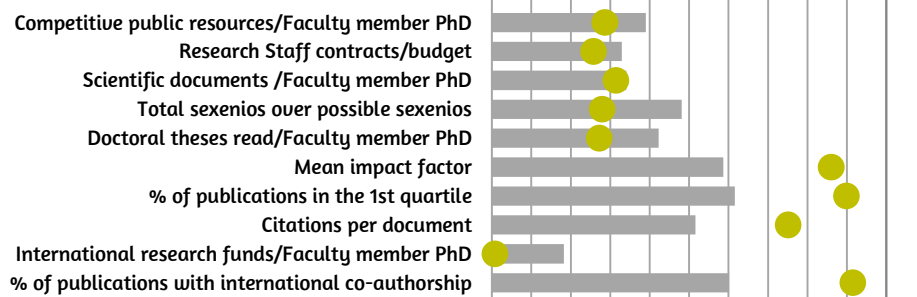 Competitive public resources/Faculty member PhD
Research Staff contracts/budget
Scientific documents /Faculty member PhD
Total sexenios over possible sexenios
Doctoral theses read/Faculty member PhD
Mean impact factor
% of publications in the 1st quartile
Citations per document
International research funds/Faculty member PhD
% of publications with international co-authorship